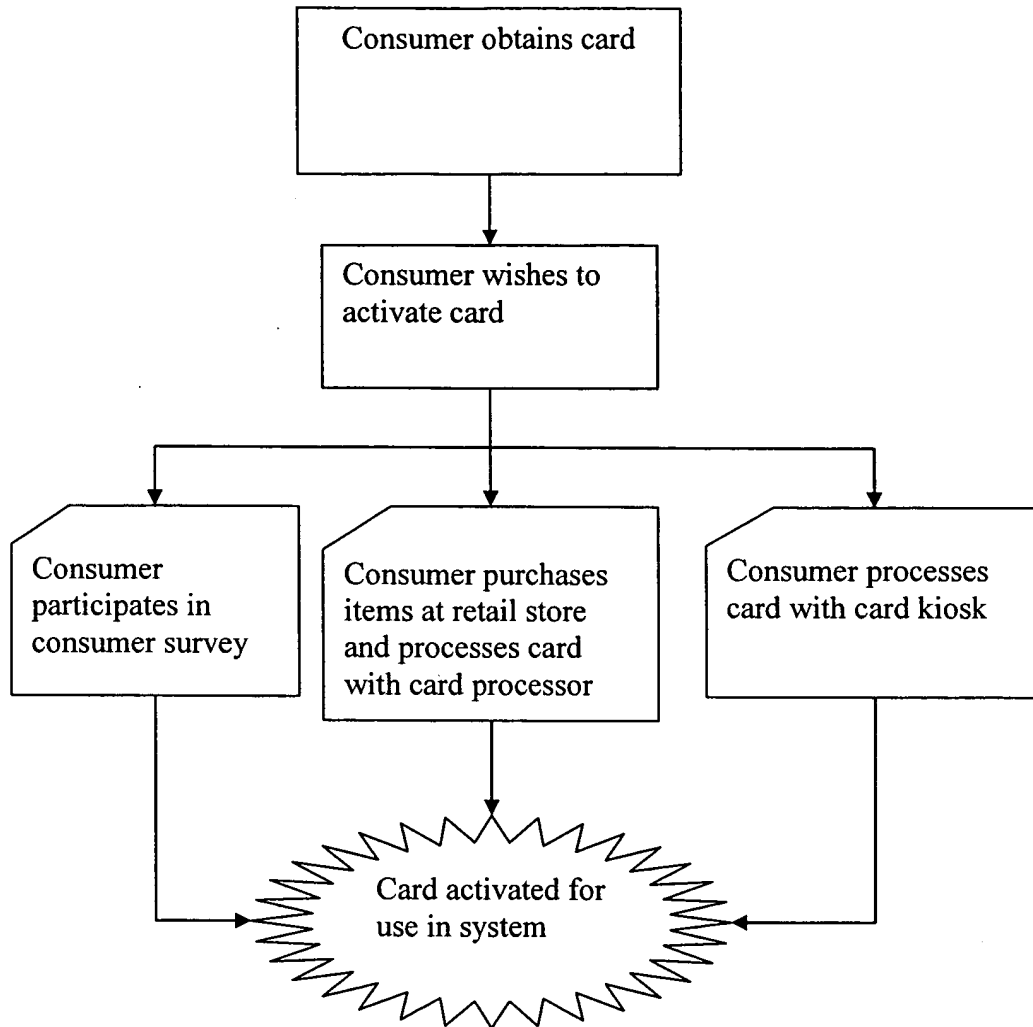 Consumer obtains card
Consumer wishes to
activate card
Consumer
participates in
consumer survey
Consumer purchases
items at retail store
and processes card
with card processor
Consumer processes
card with card kiosk
Card activated for
use in system